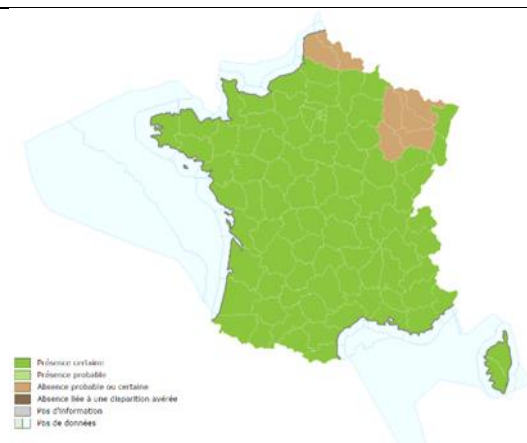 Présence certaine
Présence probable
Absence probable ou certaine
Absence liée à une disparition avérée
Pas d'information
Pas de données